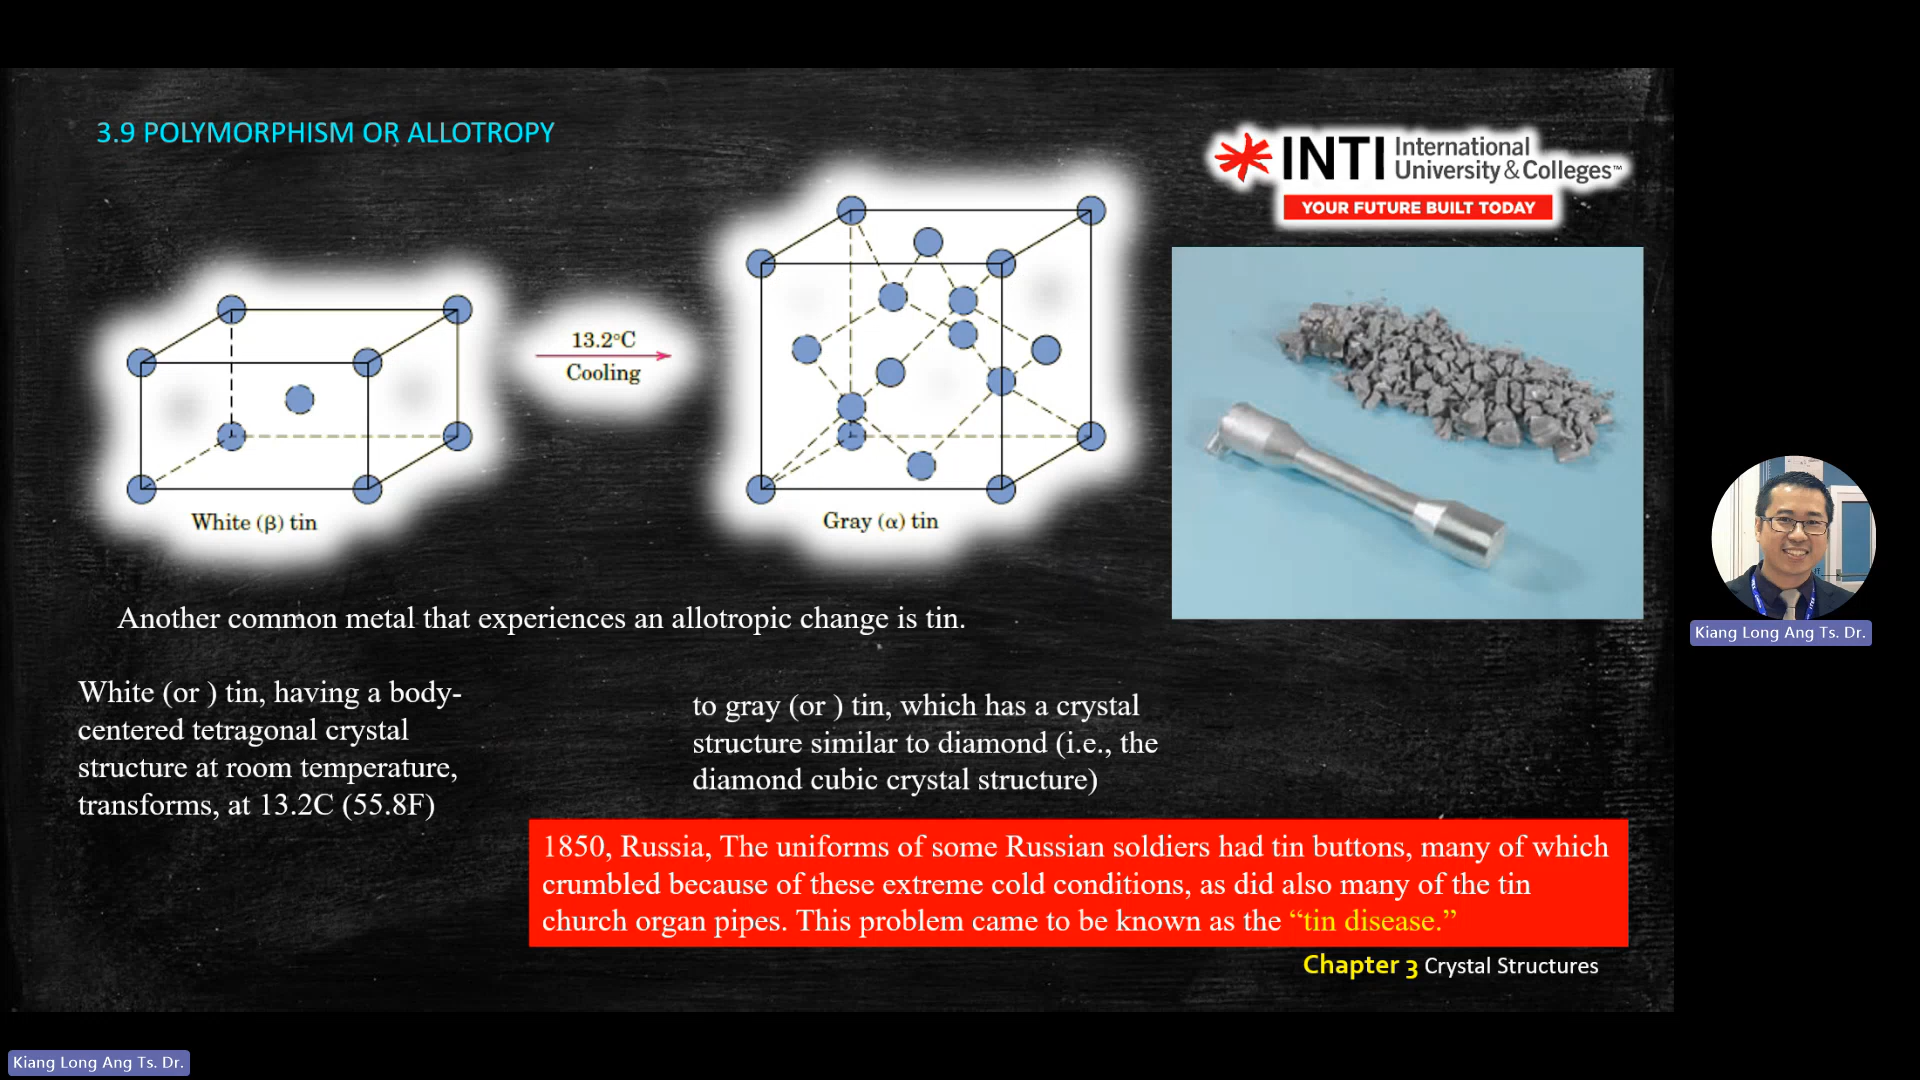 3.9 POLYMORPHISM OR ALLOTROPY
INTI International
University & Colleges™
YOUR FUTURE BUILT TODAY
13.2°C
Cooling
White (β) tin
Gray (α) tin
Another common metal that experiences an allotropic change is tin.
White (or ) tin, having a body-
centered tetragonal crystal
structure at room temperature,
transforms, at 13.2C (55.8F)
to gray (or ) tin, which has a crystal
structure similar to diamond (i.e., the
diamond cubic crystal structure)
1850, Russia, The uniforms of some Russian soldiers had tin buttons, many of which
crumbled because of these extreme cold conditions, as did also many of the tin
church organ pipes. This problem came to be known as the “tin disease.”
Chapter 3 Crystal Structures
Kiang Long Ang Ts. Dr.
Kiang Long Ang Ts. Dr.